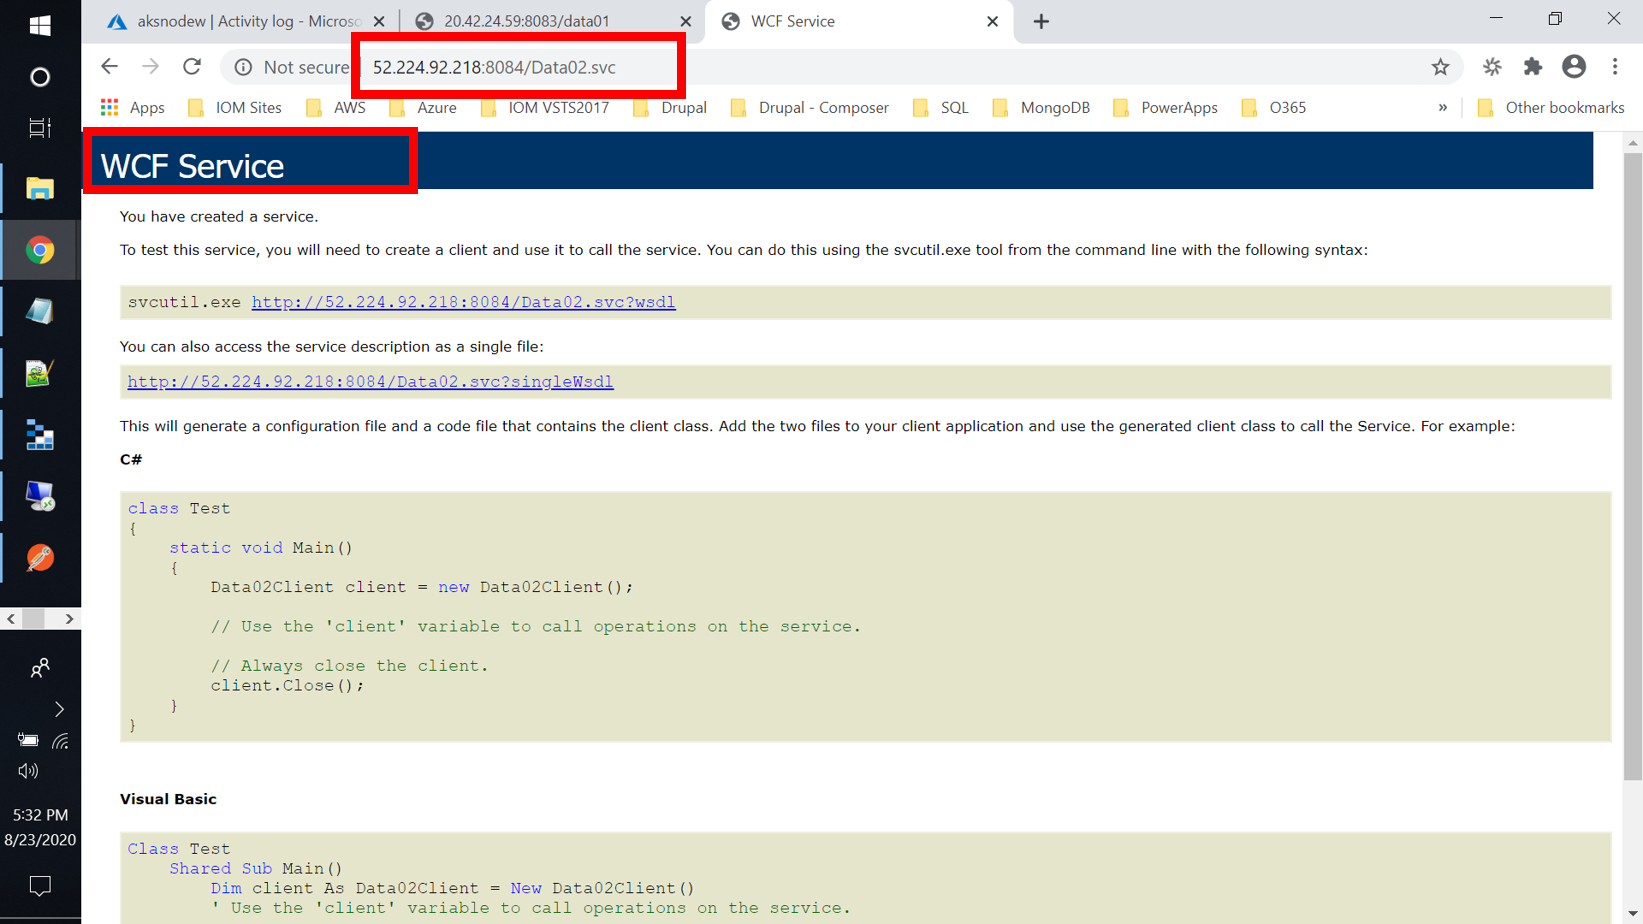 aksnodew | Activity log - Microso
20.42.24.59:8083/data01
WCF Service
Not secure
52.224.92.218:8084/Data02.svc
Apps
IOM Sites
AWS
Azure
IOM VSTS2017
Drupal
Drupal - Composer
SQL
MongoDB
PowerApps
O365
»
Other bookmarks
WCF Service
You have created a service.
To test this service, you will need to create a client and use it to call the service. You can do this using the svcutil.exe tool from the command line with the following syntax:
svcutil.exe http://52.224.92.218:8084/Data02.svc?wsdl
You can also access the service description as a single file:
http://52.224.92.218:8084/Data02.svc?singleWsdl
This will generate a configuration file and a code file that contains the client class. Add the two files to your client application and use the generated client class to call the Service. For example:
C#
class Test
{
static void Main()
{
Data02Client client = new Data02Client();
// Use the 'client' variable to call operations on the service.
// Always close the client.
client.Close();
}
}
Visual Basic
Class Test
Shared Sub Main()
Dim client As Data02Client = New Data02Client()
' Use the 'client' variable to call operations on the service.
5:32 PM
8/23/2020